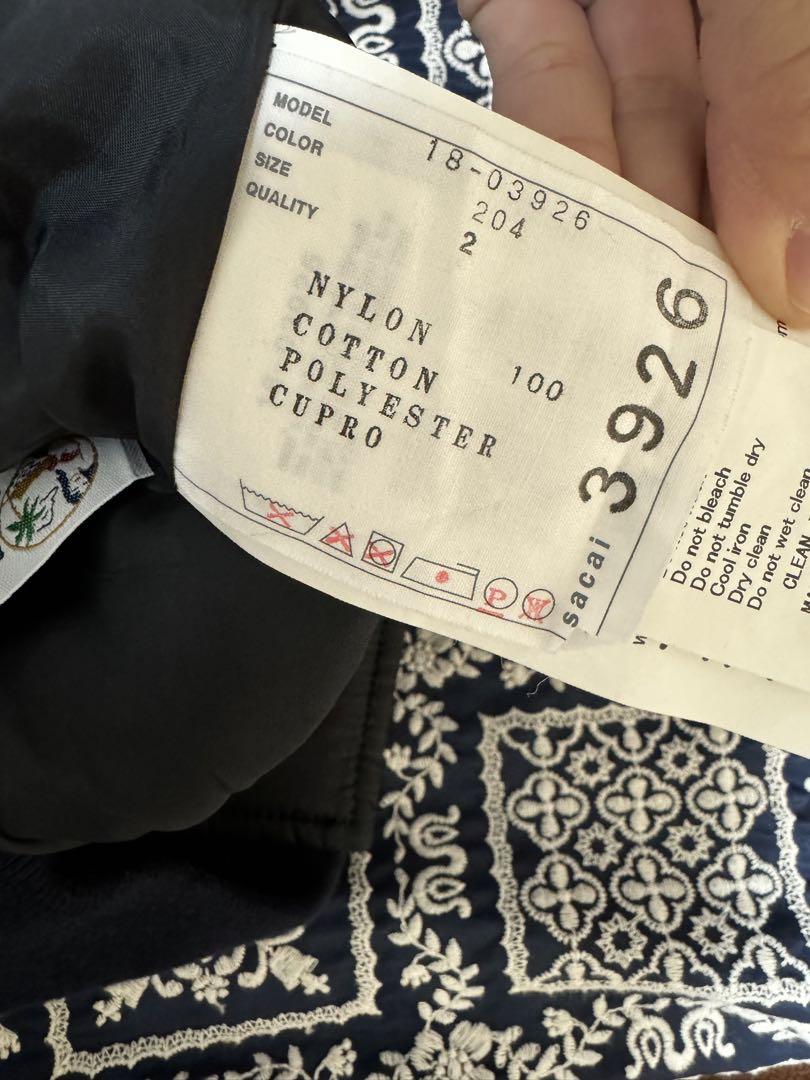 MODEL 18-03926
COLOR 204
SIZE 2
QUALITY
NYLON
COTTON 100
POLYESTER
CUPRO
P
W
sacai 3926
Do not bleach
Do not tumble dry
Cool iron
Dry clean
Do not wet clean
CLEAN